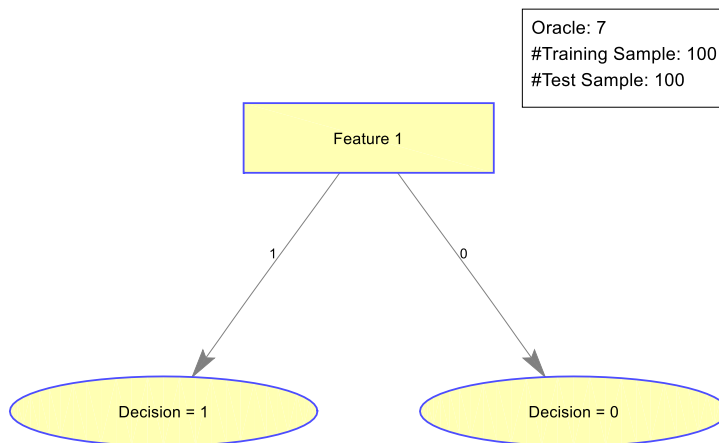 Oracle: 7
#Training Sample: 100
#Test Sample: 100
Feature 1
1
0
Decision = 1
Decision = 0